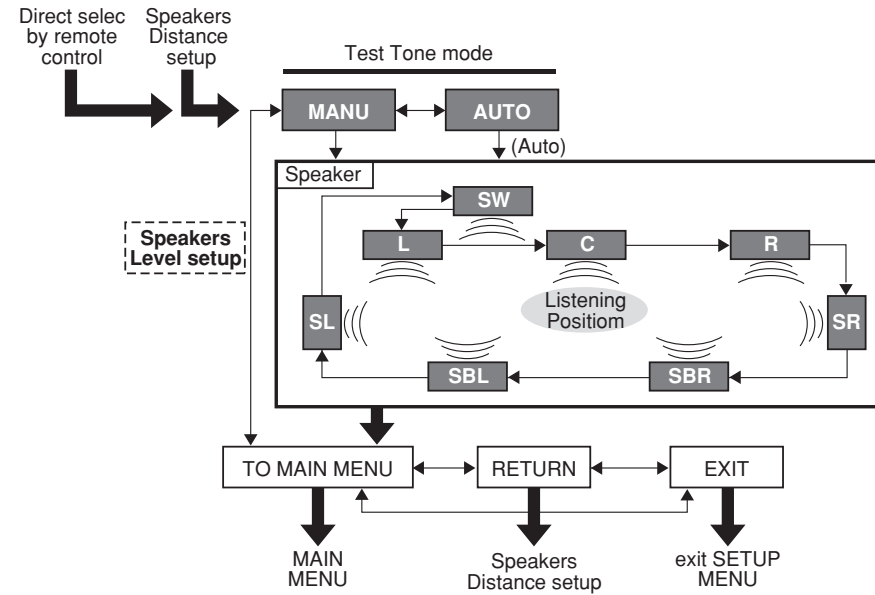 Direct selec
by remote
control
Speakers
Distance
setup
Test Tone mode
MANU
AUTO
(Auto)
Speaker
SW
L
C
R
Speakers
Level setup
Listening
Positiom
SL
SR
SBL
SBR
TO MAIN MENU
RETURN
EXIT
MAIN
MENU
Speakers
Distance setup
exit SETUP
MENU